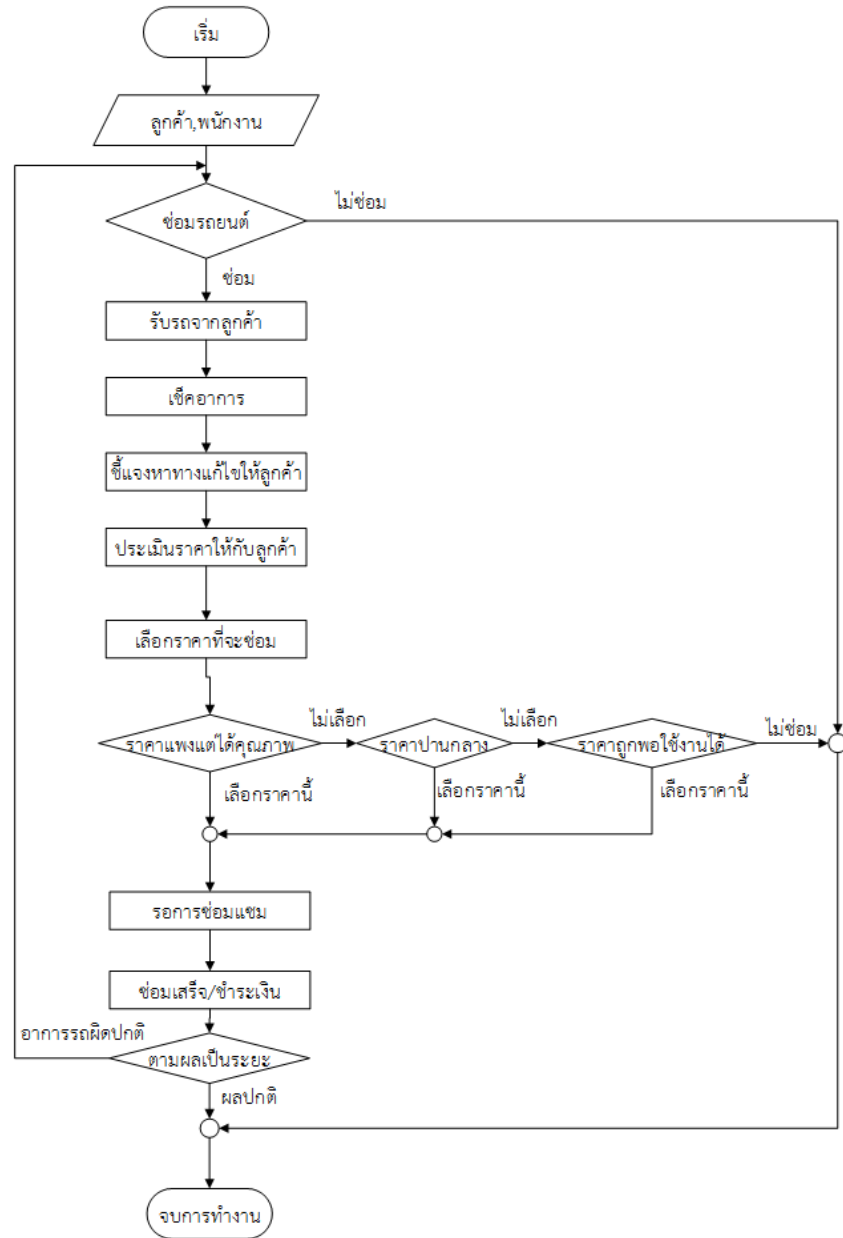 เริ่ม
ลูกค้า,พนักงาน
ซ่อมรถยนต์
ไม่ซ่อม
ซ่อม
รับรถจากลูกค้า
เช็คอาการ
ชี้แจงหาทางแก้ไขให้ลูกค้า
ประเมินราคาให้กับลูกค้า
เลือกราคาที่จะซ่อม
ราคาแพงแต่ได้คุณภาพ
ไม่เลือก
ราคาปานกลาง
ไม่เลือก
ราคาถูกพอใช้งานได้
ไม่ซ่อม
เลือกราคานี้
เลือกราคานี้
เลือกราคานี้
รอการซ่อมแซม
ซ่อมเสร็จ/ชำระเงิน
อาการรถผิดปกติ
ตามผลเป็นระยะ
ผลปกติ
จบการทำงาน